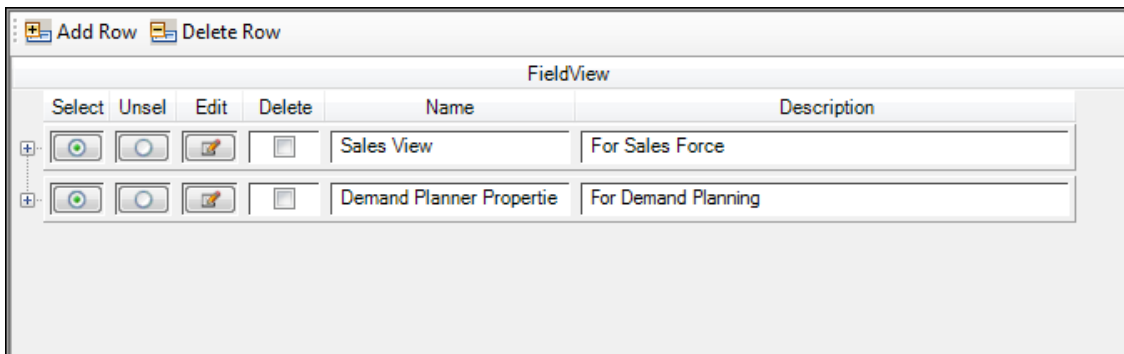 Add Row Delete Row
FieldView
Select Unsel Edit Delete Name Description
Sales View For Sales Force
Demand Planner Propertie For Demand Planning